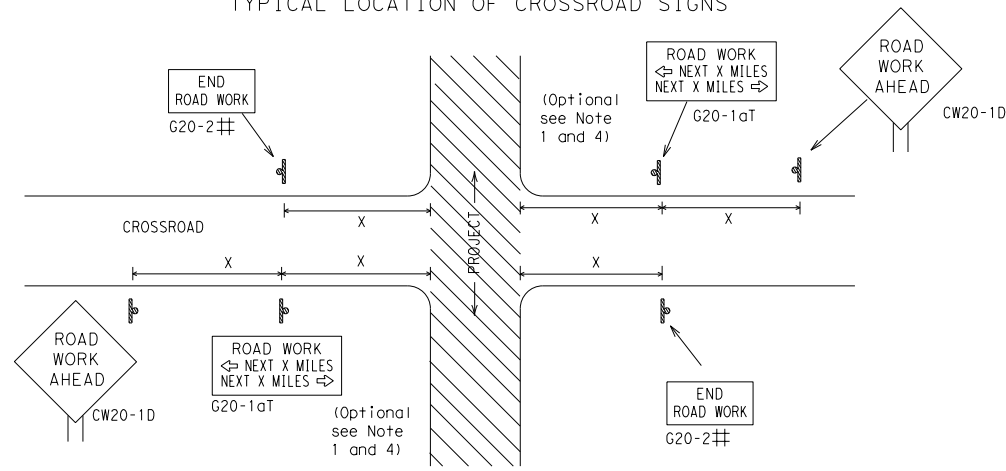 TYPICAL LOCATION OF CROSSROAD SIGNS
END
ROAD WORK
G20-2#
ROAD WORK
⇦ NEXT X MILES
NEXT X MILES ⇨
G20-1aT
(Optional
see Note
1 and 4)
ROAD
WORK
AHEAD
CW20-1D
X
X
X
CROSSROAD
PROJECT
X
X
X
ROAD
WORK
AHEAD
CW20-1D
ROAD WORK
⇦ NEXT X MILES
NEXT X MILES ⇨
G20-1aT
(Optional
see Note
1 and 4)
END
ROAD WORK
G20-2#